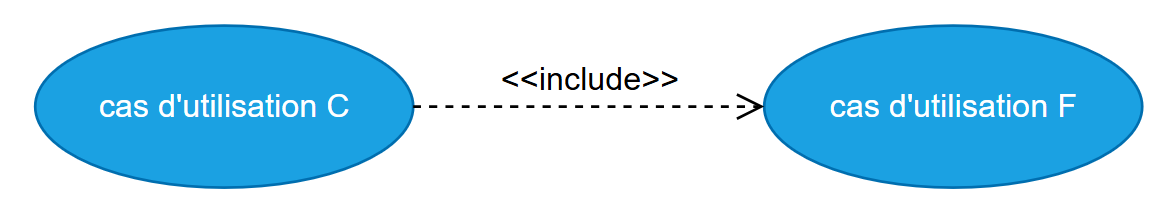 <<include>>
cas d'utilisation C
cas d'utilisation F